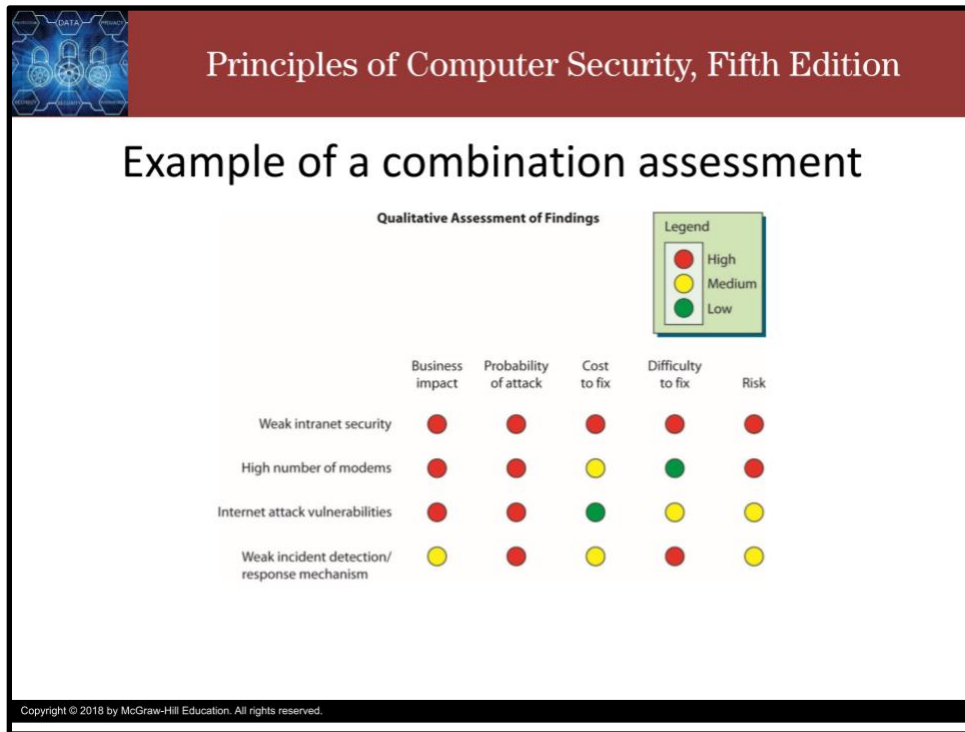 DATA
PRIVACY
SECURITY
Principles of Computer Security, Fifth Edition
Example of a combination assessment
Qualitative Assessment of Findings
Legend
High
Medium
Low
Business impact
Probability of attack
Cost to fix
Difficulty to fix
Risk
Weak intranet security
High number of modems
Internet attack vulnerabilities
Weak incident detection/
response mechanism
Copyright © 2018 by McGraw-Hill Education. All rights reserved.